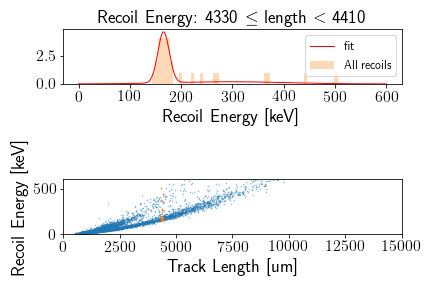 Recoil Energy: 4330 ≤ length < 4410
2.5
0.0
fit
All recoils
0 100 200 300 400 500 600
Recoil Energy [keV]
Recoil Energy [keV]
500
0
0 2500 5000 7500 10000 12500 15000
Track Length [um]